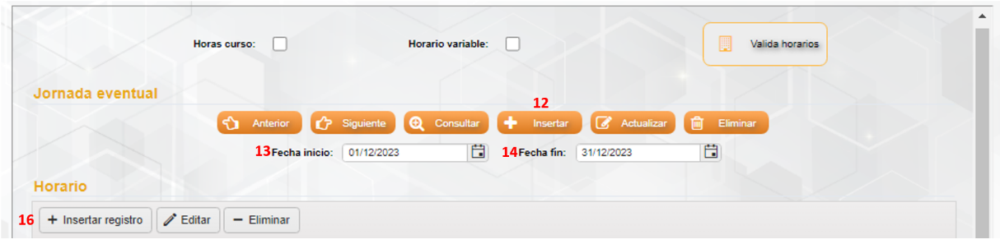 Horas curso: Horario variable: Valida horarios
Jornada eventual
12
Anterior Siguiente Consultar Insertar Actualizar Eliminar
13 Fecha inicio: 01/12/2023 14 Fecha fín: 31/12/2023
Horario
16 + Insertar registro Editar − Eliminar